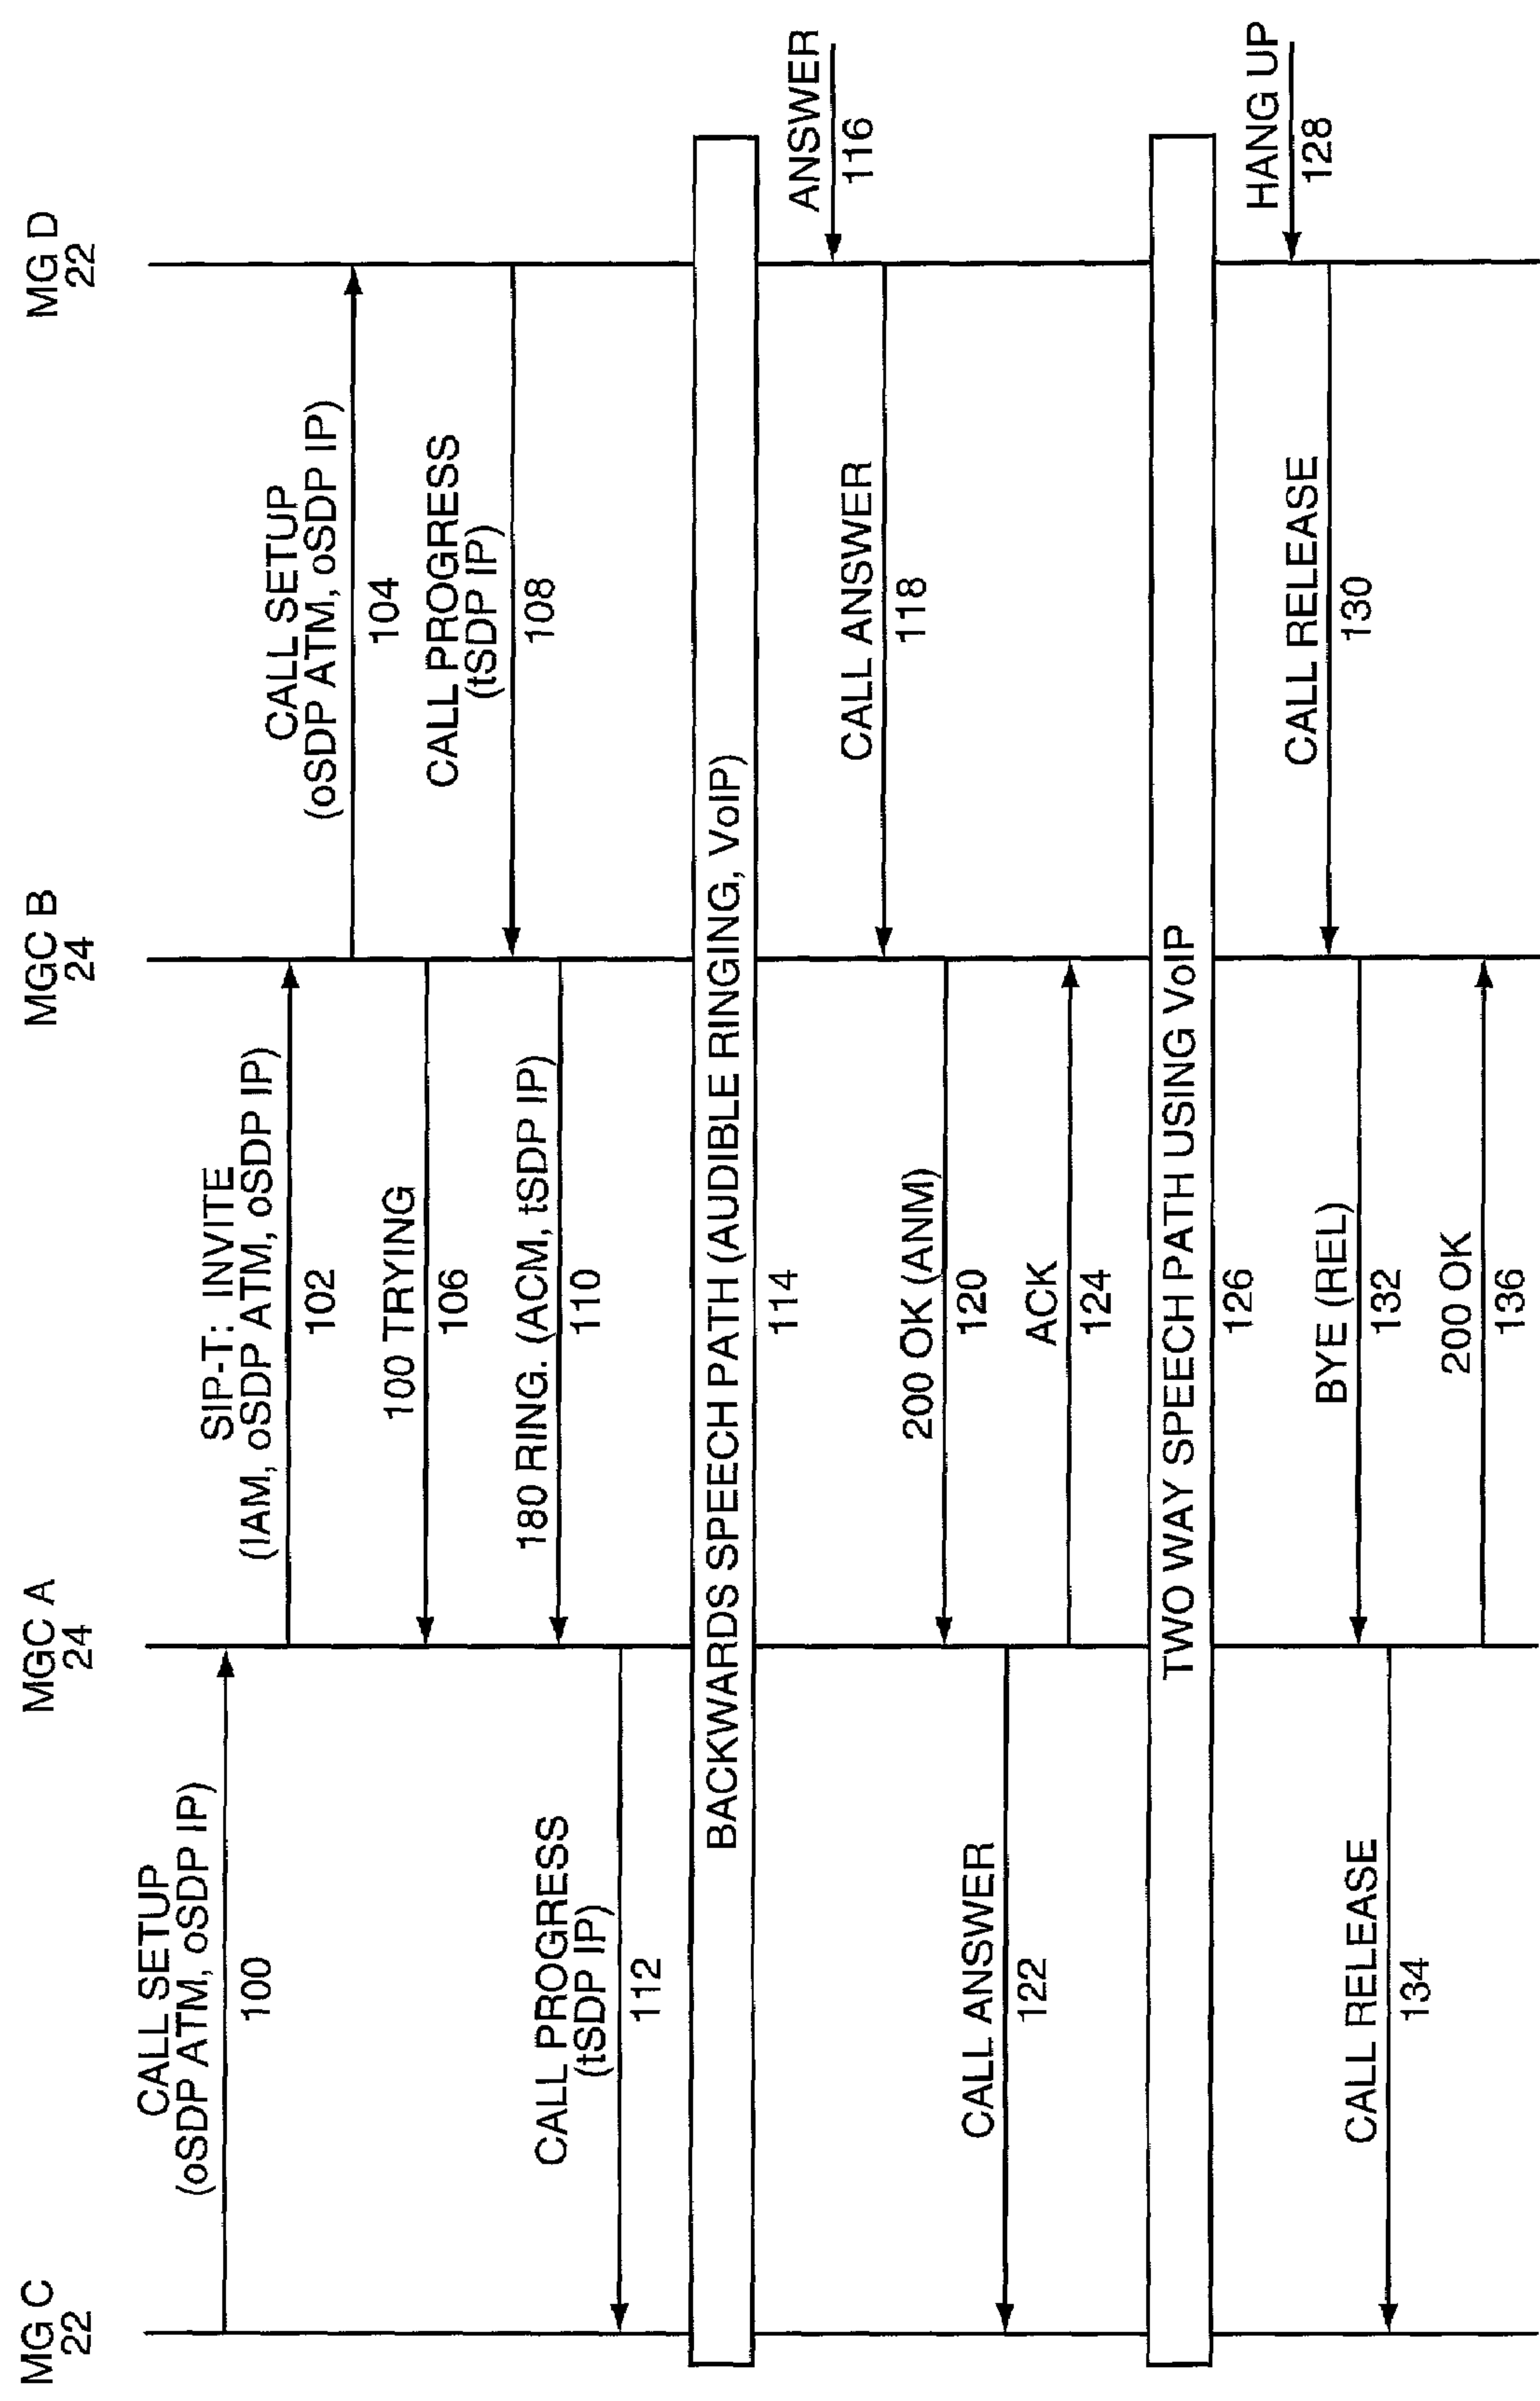 MG C
22
MGC A
24
MGC B
24
MG D
22
CALL SETUP
(oSDP ATM, oSDP IP)
100
SIP-T: INVITE
(IAM, oSDP ATM, oSDP IP)
102
CALL SETUP
(oSDP ATM, oSDP IP)
104
100 TRYING
106
CALL PROGRESS
(tSDP IP)
108
180 RING. (ACM, tSDP IP)
110
CALL PROGRESS
(tSDP IP)
112
BACKWARDS SPEECH PATH (AUDIBLE RINGING, VoIP)
114
ANSWER
116
CALL ANSWER
118
200 OK (ANM)
120
CALL ANSWER
122
ACK
124
TWO WAY SPEECH PATH USING VoIP
126
HANG UP
128
CALL RELEASE
130
BYE (REL)
132
CALL RELEASE
134
200 OK
136